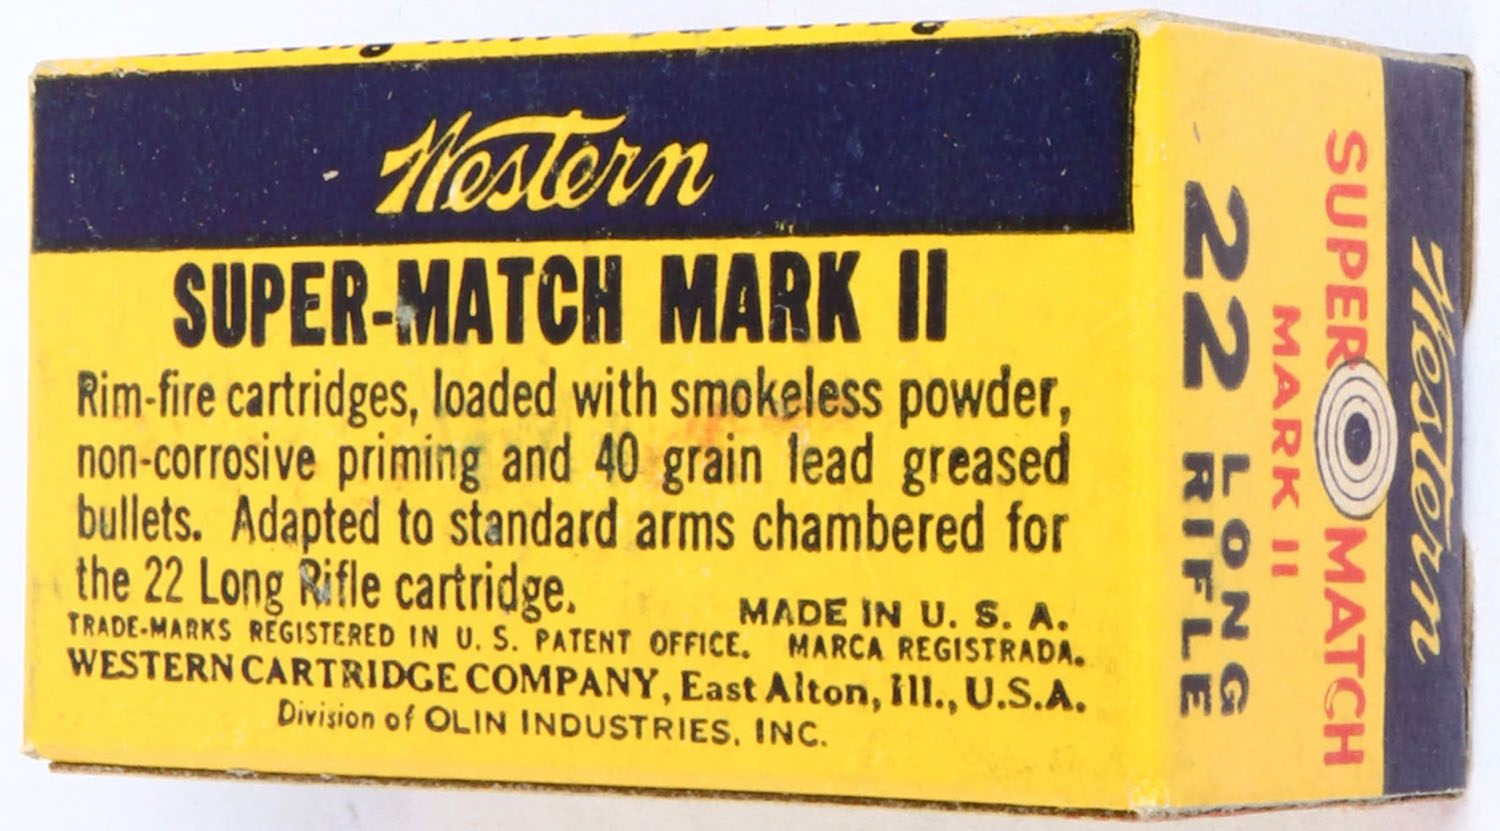 Western
SUPER-MATCH MARK II
Rim-fire cartridges, loaded with smokeless powder,
non-corrosive priming and 40 grain lead greased
bullets. Adapted to standard arms chambered for
the 22 Long Rifle cartridge.
MADE IN U. S. A.
TRADE-MARKS REGISTERED IN U. S. PATENT OFFICE. MARCA REGISTRADA.
WESTERN CARTRIDGE COMPANY, East Alton, Ill., U.S.A.
Division of OLIN INDUSTRIES, INC.
Western
SUPER MATCH
MARK II
22 LONG
RIFLE